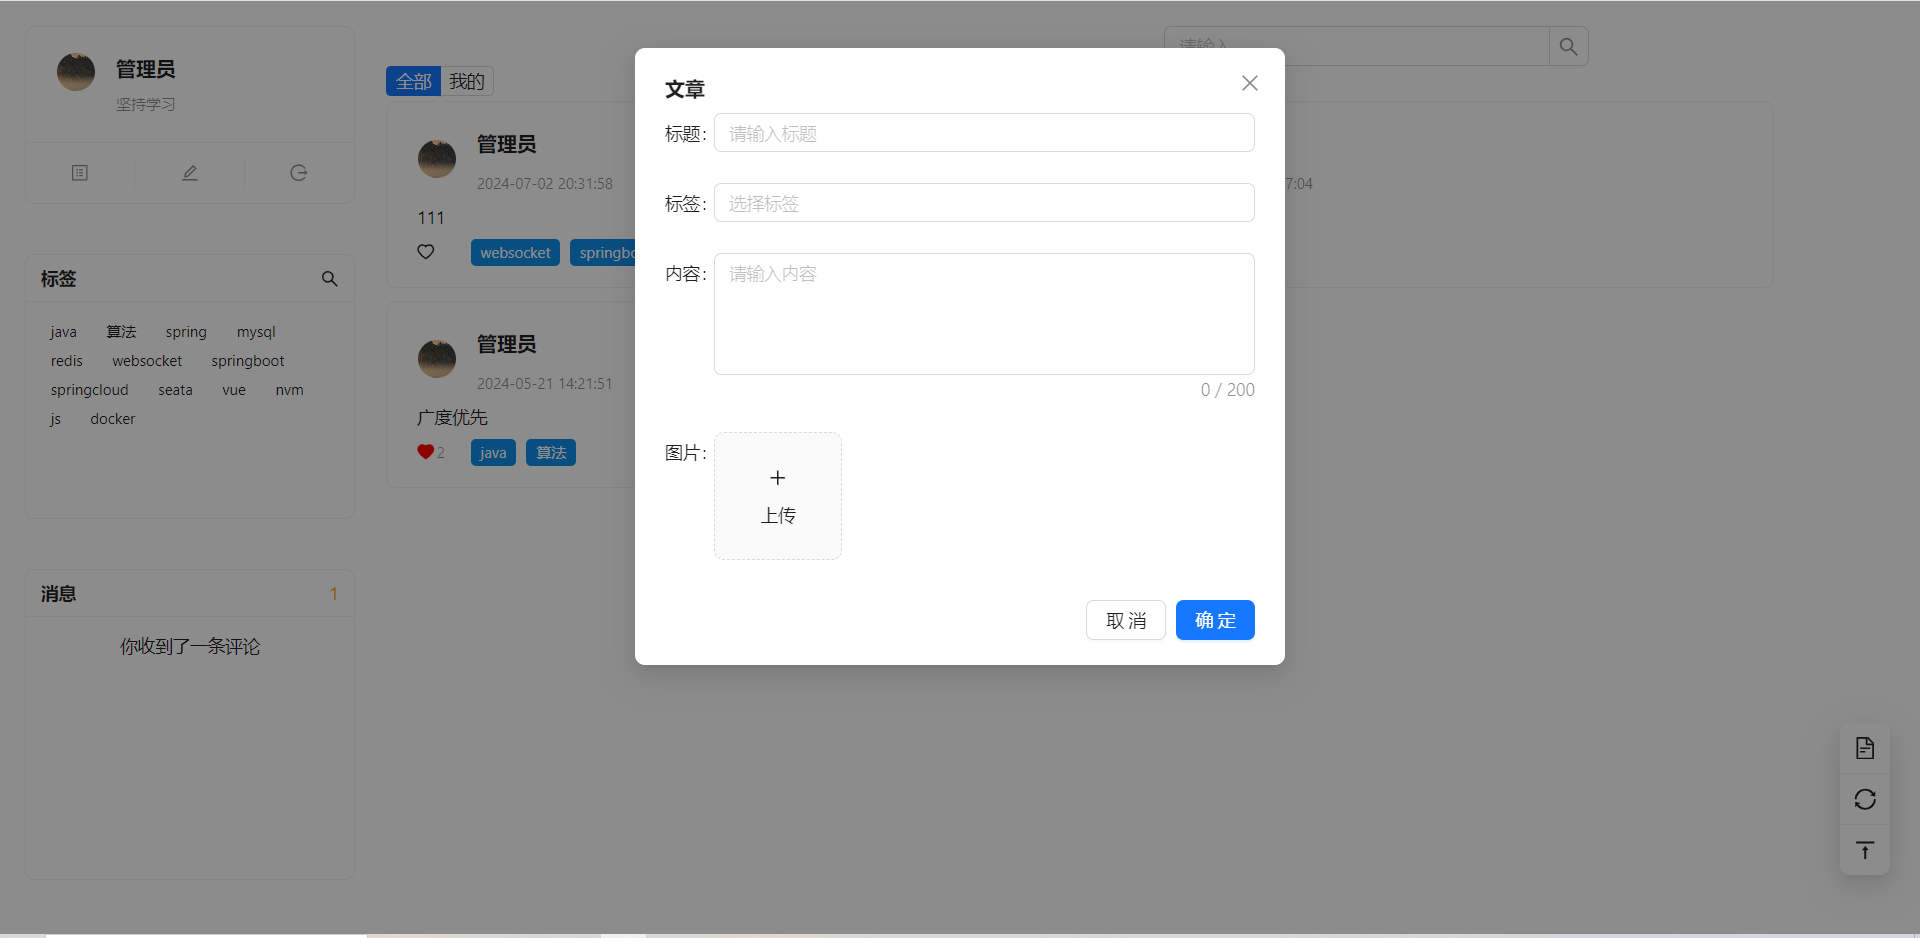 管理员
坚持学习
标签
java 算法 spring mysql
redis websocket springboot
springcloud seata vue nvm
js docker
消息 1
你收到了一条评论
请输入
全部 我的
管理员
2024-07-02 20:31:58
111
websocket
管理员
2024-05-21 14:21:51
广度优先
2 java 算法
7:04
文章
标题: 请输入标题
标签: 选择标签
内容: 请输入内容
0 / 200
图片:
上传
取 消 确 定